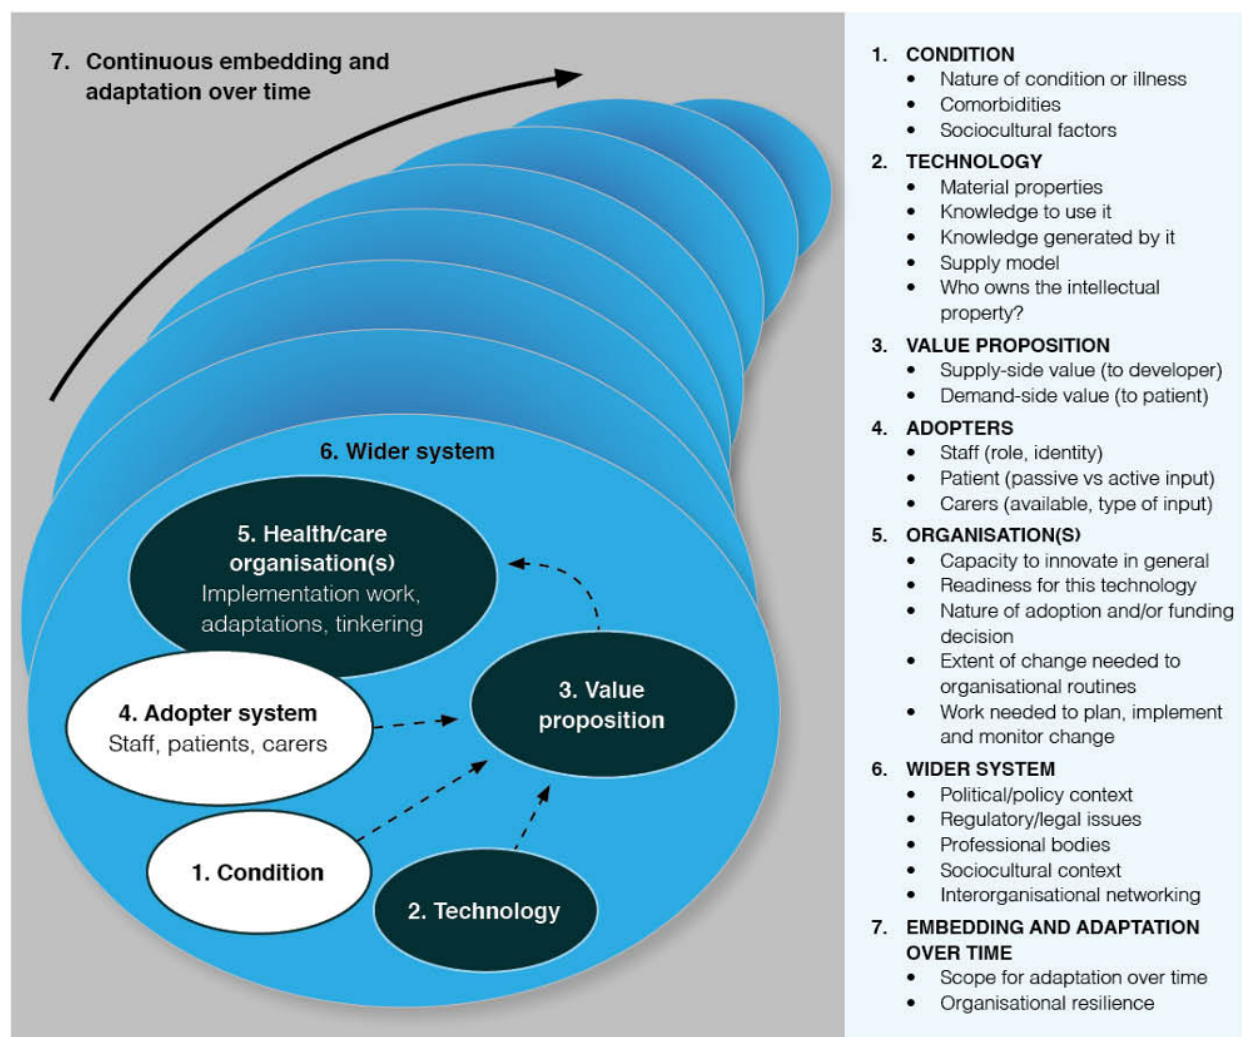 7. Continuous embedding and
adaptation over time
6. Wider system
5. Health/care
organisation(s)
Implementation work,
adaptations, tinkering
4. Adopter system
Staff, patients, carers
3. Value
proposition
1. Condition
2. Technology
1. CONDITION
• Nature of condition or illness
• Comorbidities
• Sociocultural factors
2. TECHNOLOGY
• Material properties
• Knowledge to use it
• Knowledge generated by it
• Supply model
• Who owns the intellectual
property?
3. VALUE PROPOSITION
• Supply-side value (to developer)
• Demand-side value (to patient)
4. ADOPTERS
• Staff (role, identity)
• Patient (passive vs active input)
• Carers (available, type of input)
5. ORGANISATION(S)
• Capacity to innovate in general
• Readiness for this technology
• Nature of adoption and/or funding
decision
• Extent of change needed to
organisational routines
• Work needed to plan, implement
and monitor change
6. WIDER SYSTEM
• Political/policy context
• Regulatory/legal issues
• Professional bodies
• Sociocultural context
• Interorganisational networking
7. EMBEDDING AND ADAPTATION
OVER TIME
• Scope for adaptation over time
• Organisational resilience